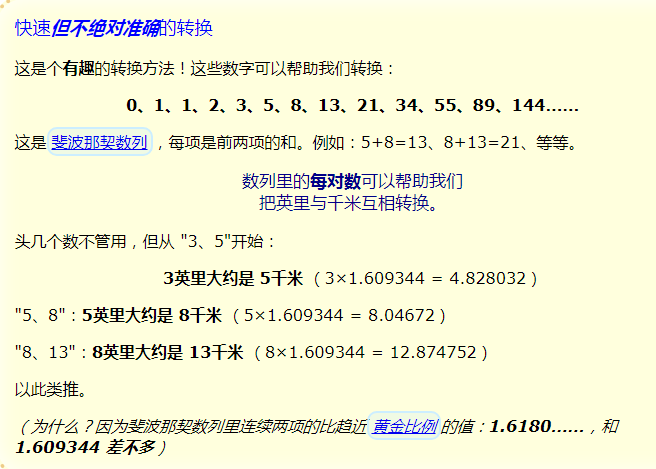 快速但不绝对准确的转换
这是个有趣的转换方法！这些数字可以帮助我们转换：
0、1、1、2、3、5、8、13、21、34、55、89、144……
这是 斐波那契数列 ，每项是前两项的和。例如：5+8=13、8+13=21、等等。
数列里的每对数可以帮助我们
把英里与千米互相转换。
头几个数不管用，但从 "3、5"开始：
3英里大约是 5千米 （ 3×1.609344 = 4.828032 ）
"5、8"：5英里大约是 8千米 （ 5×1.609344 = 8.04672 ）
"8、13"：8英里大约是 13千米 （ 8×1.609344 = 12.874752 ）
以此类推。
（ 为什么？因为斐波那契数列里连续两项的比趋近 黄金比例 的值：1.6180……，和
1.609344 差不多 ）